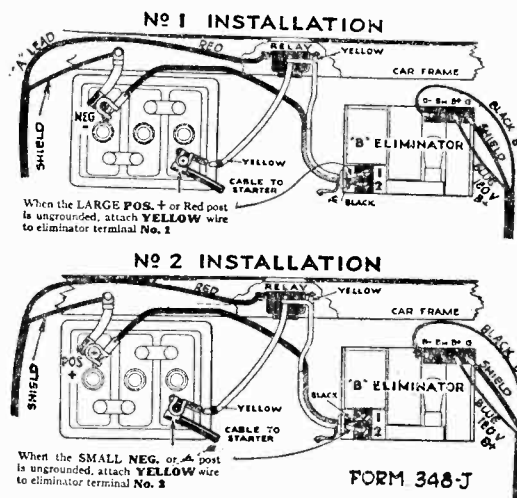 No 1 INSTALLATION
"A" LEAD
RED
RELAY
YELLOW
CAR FRAME
NEG
-
SHIELD
B- B+ G
BLACK B
SHIELD
BLUE
180 V
B+
"B" ELIMINATOR
1
2
YELLOW
CABLE TO
STARTER
BLACK
When the LARGE POS. + or Red post
is ungrounded, attach YELLOW wire
to eliminator terminal No. 1
No 2 INSTALLATION
RED
RELAY
YELLOW
CAR FRAME
POS
+
SHIELD
B- B+ G
BLACK B
SHIELD
BLUE
180 V
B+
"B" ELIMINATOR
BLACK
1
2
YELLOW
CABLE TO
STARTER
When the SMALL NEG. or - post
is ungrounded, attach YELLOW wire
to eliminator terminal No. 2
FORM 348-J